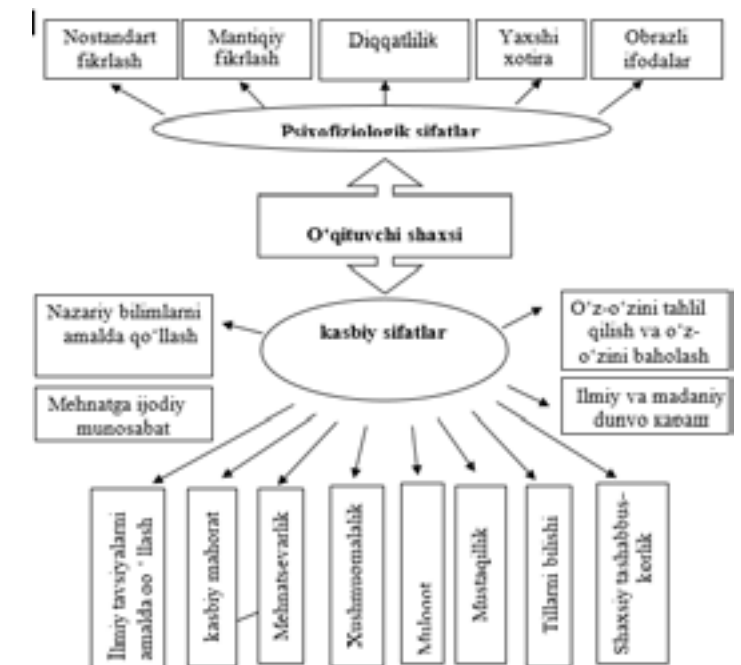 Nostandart
fikrlash
Mantiqiy
fikrlash
Diqqatlilik
Yaxshi
xotira
Obrazli
ifodalar
Psixofiziologik sifatlar
O‘qituvchi shaxsi
kasbiy sifatlar
Nazariy bilimlarni
amalda qo‘llash
Mehnatga ijodiy
munosabat
O‘z-o‘zini tahlil
qilish va o‘z-
o‘zini baholash
Ilmiy va madaniy
dunyo
Ilmiy tavsiyalarni
amalda qo ‘ llash
kasbiy mahorat
Mehnatsevarlik
Xushmuomalalik
Muloqot
Mustaqillik
Tillarni bilishi
Shaxsiy tashabbus-
korlik